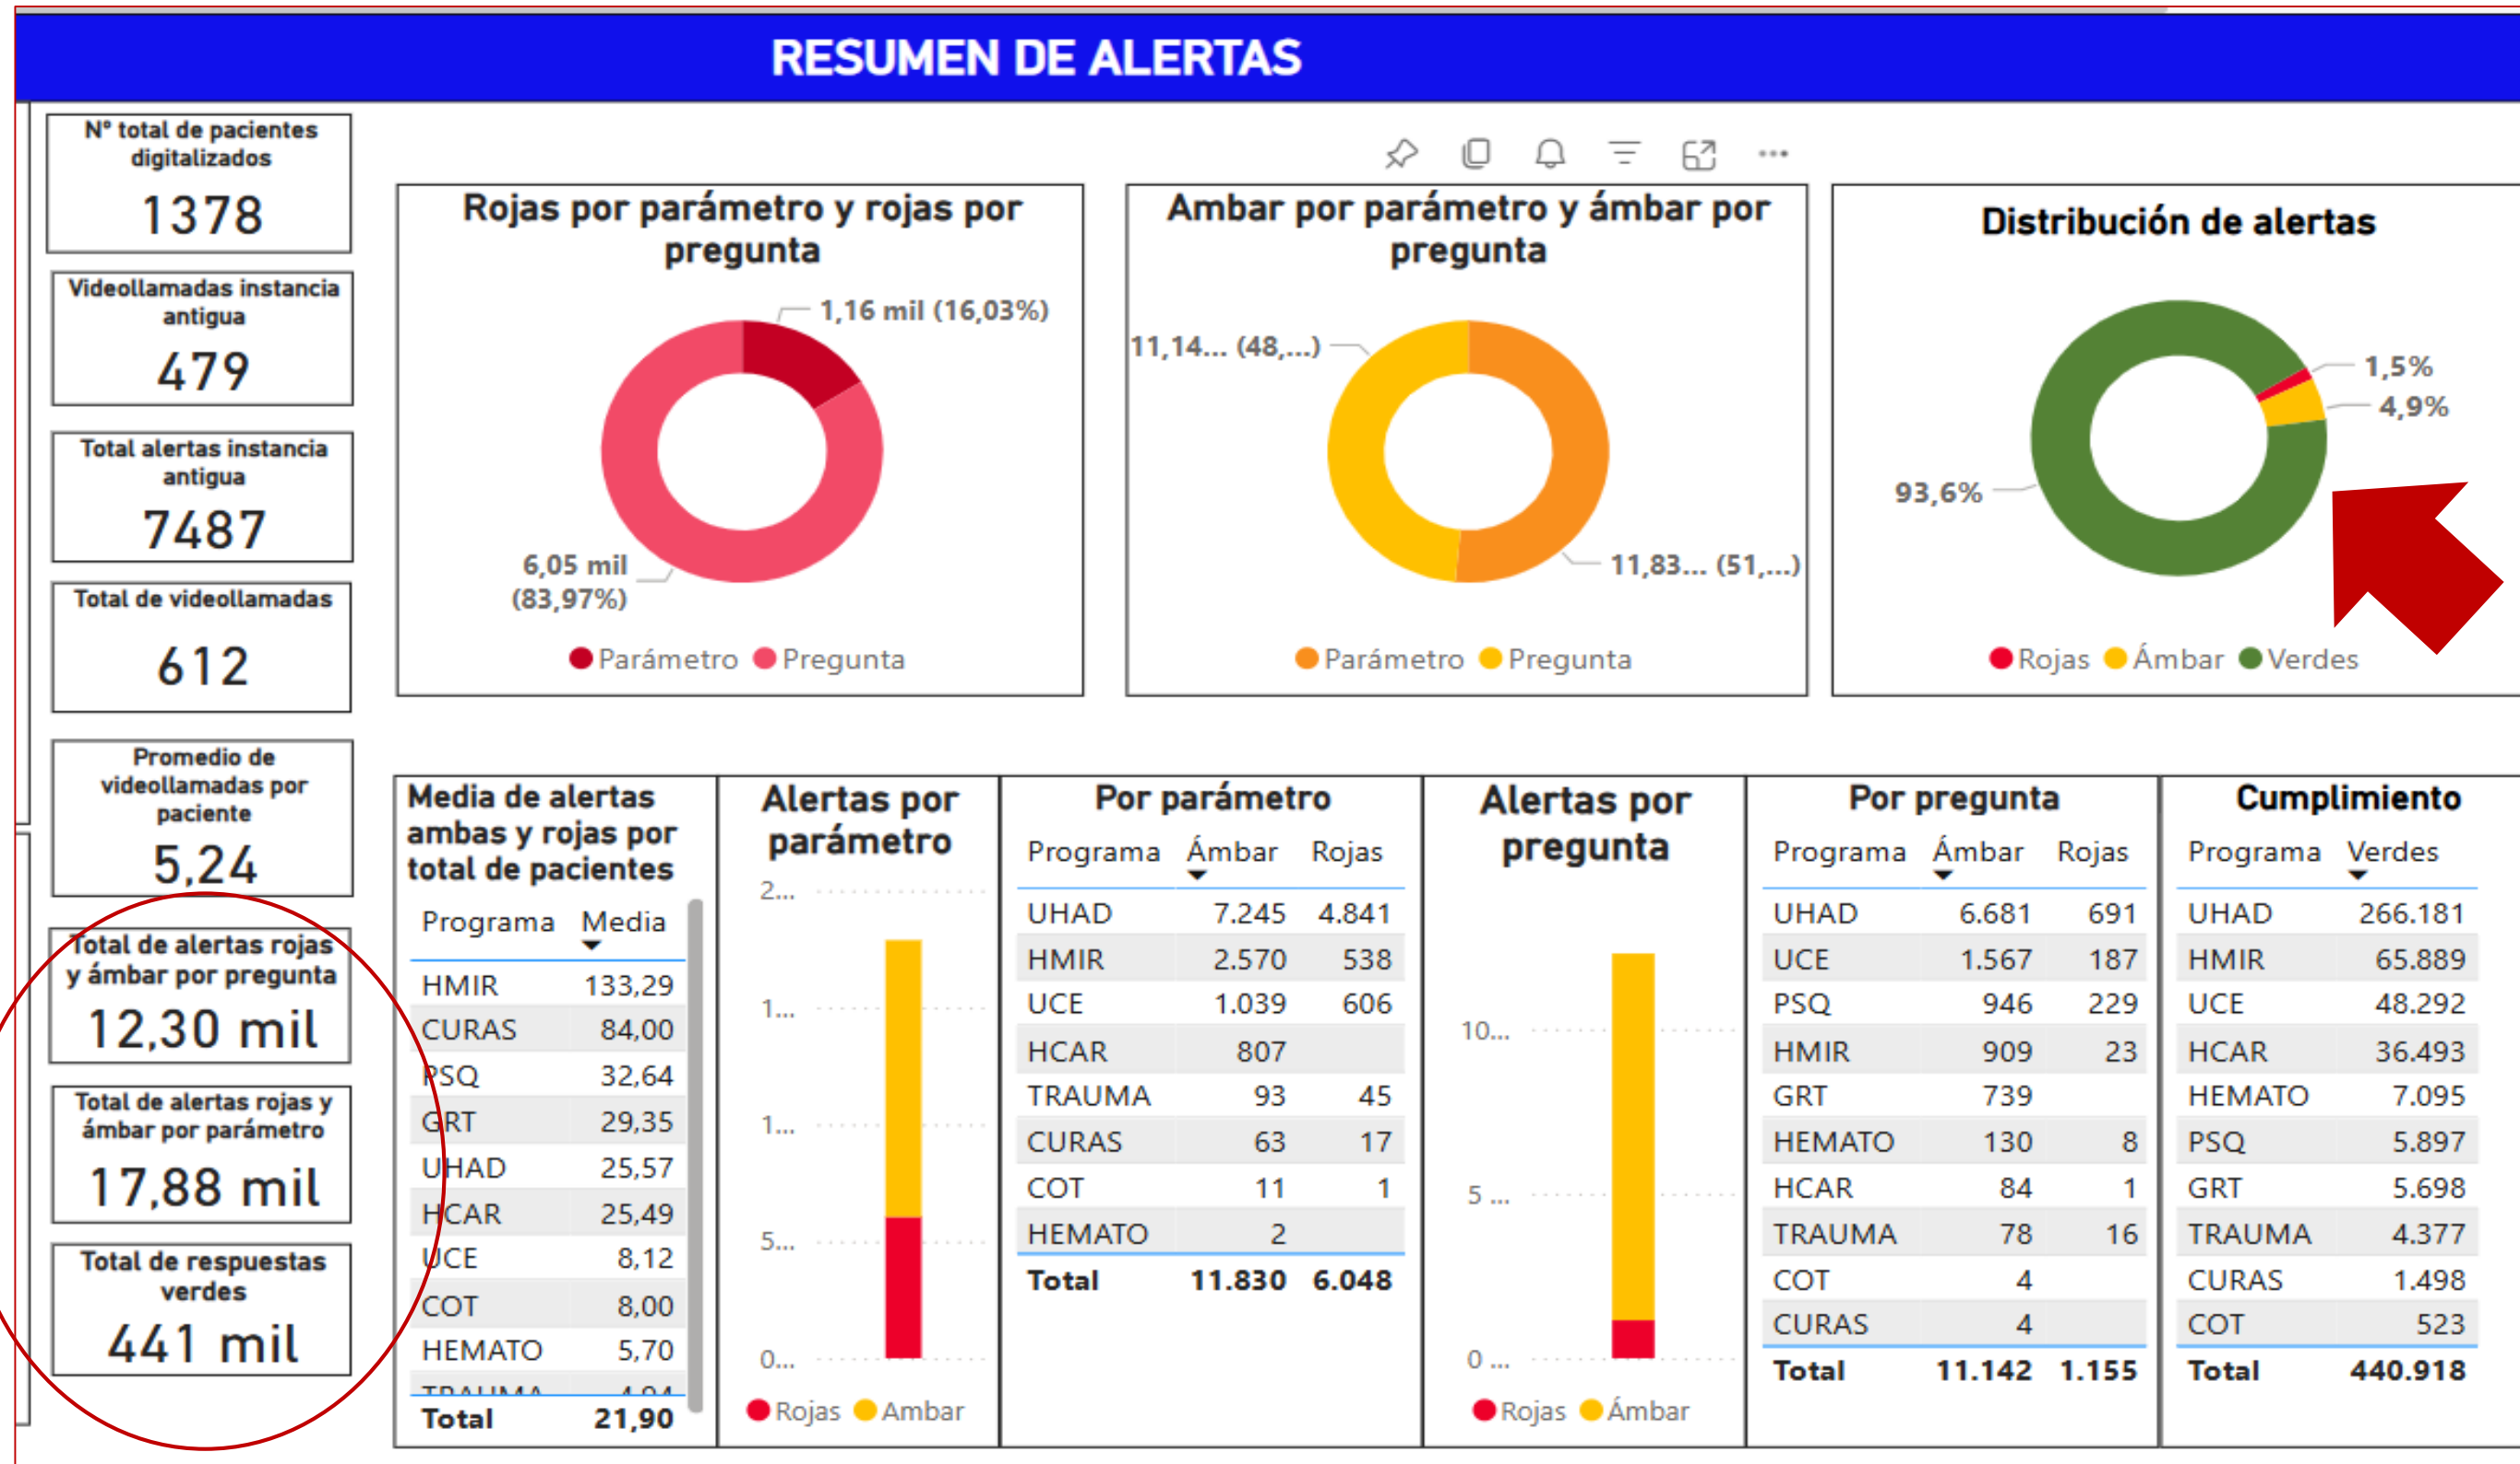 RESUMEN DE ALERTAS
Nº total de pacientes
digitalizados
1378
Videollamadas instancia
antigua
479
Total alertas instancia
antigua
7487
Total de videollamadas
612
Promedio de
videollamadas por
paciente
5,24
Total de alertas rojas
y ámbar por pregunta
12,30 mil
Total de alertas rojas y
ámbar por parámetro
17,88 mil
Total de respuestas
verdes
441 mil
Rojas por parámetro y rojas por
pregunta
1,16 mil (16,03%)
6,05 mil
(83,97%)
Parámetro Pregunta
Ambar por parámetro y ámbar por
pregunta
11,14... (48,...)
11,83... (51,...)
Parámetro Pregunta
Distribución de alertas
1,5%
4,9%
93,6%
Rojas Ámbar Verdes
Media de alertas
ambas y rojas por
total de pacientes
Programa Media
HMIR 133,29
CURAS 84,00
PSQ 32,64
GRT 29,35
UHAD 25,57
HCAR 25,49
UCE 8,12
COT 8,00
HEMATO 5,70
TRAUMA 4,94
Total 21,90
Alertas por
parámetro
2...
1...
1...
5...
0...
Rojas Ambar
Por parámetro
Programa Ámbar Rojas
UHAD 7.245 4.841
HMIR 2.570 538
UCE 1.039 606
HCAR 807
TRAUMA 93 45
CURAS 63 17
COT 11 1
HEMATO 2
Total 11.830 6.048
Alertas por
pregunta
10...
5 ...
0 ...
Rojas Ámbar
Por pregunta
Programa Ámbar Rojas
UHAD 6.681 691
UCE 1.567 187
PSQ 946 229
HMIR 909 23
GRT 739
HEMATO 130 8
HCAR 84 1
TRAUMA 78 16
COT 4
CURAS 4
Total 11.142 1.155
Cumplimiento
Programa Verdes
UHAD 266.181
HMIR 65.889
UCE 48.292
HCAR 36.493
HEMATO 7.095
PSQ 5.897
GRT 5.698
TRAUMA 4.377
CURAS 1.498
COT 523
Total 440.918